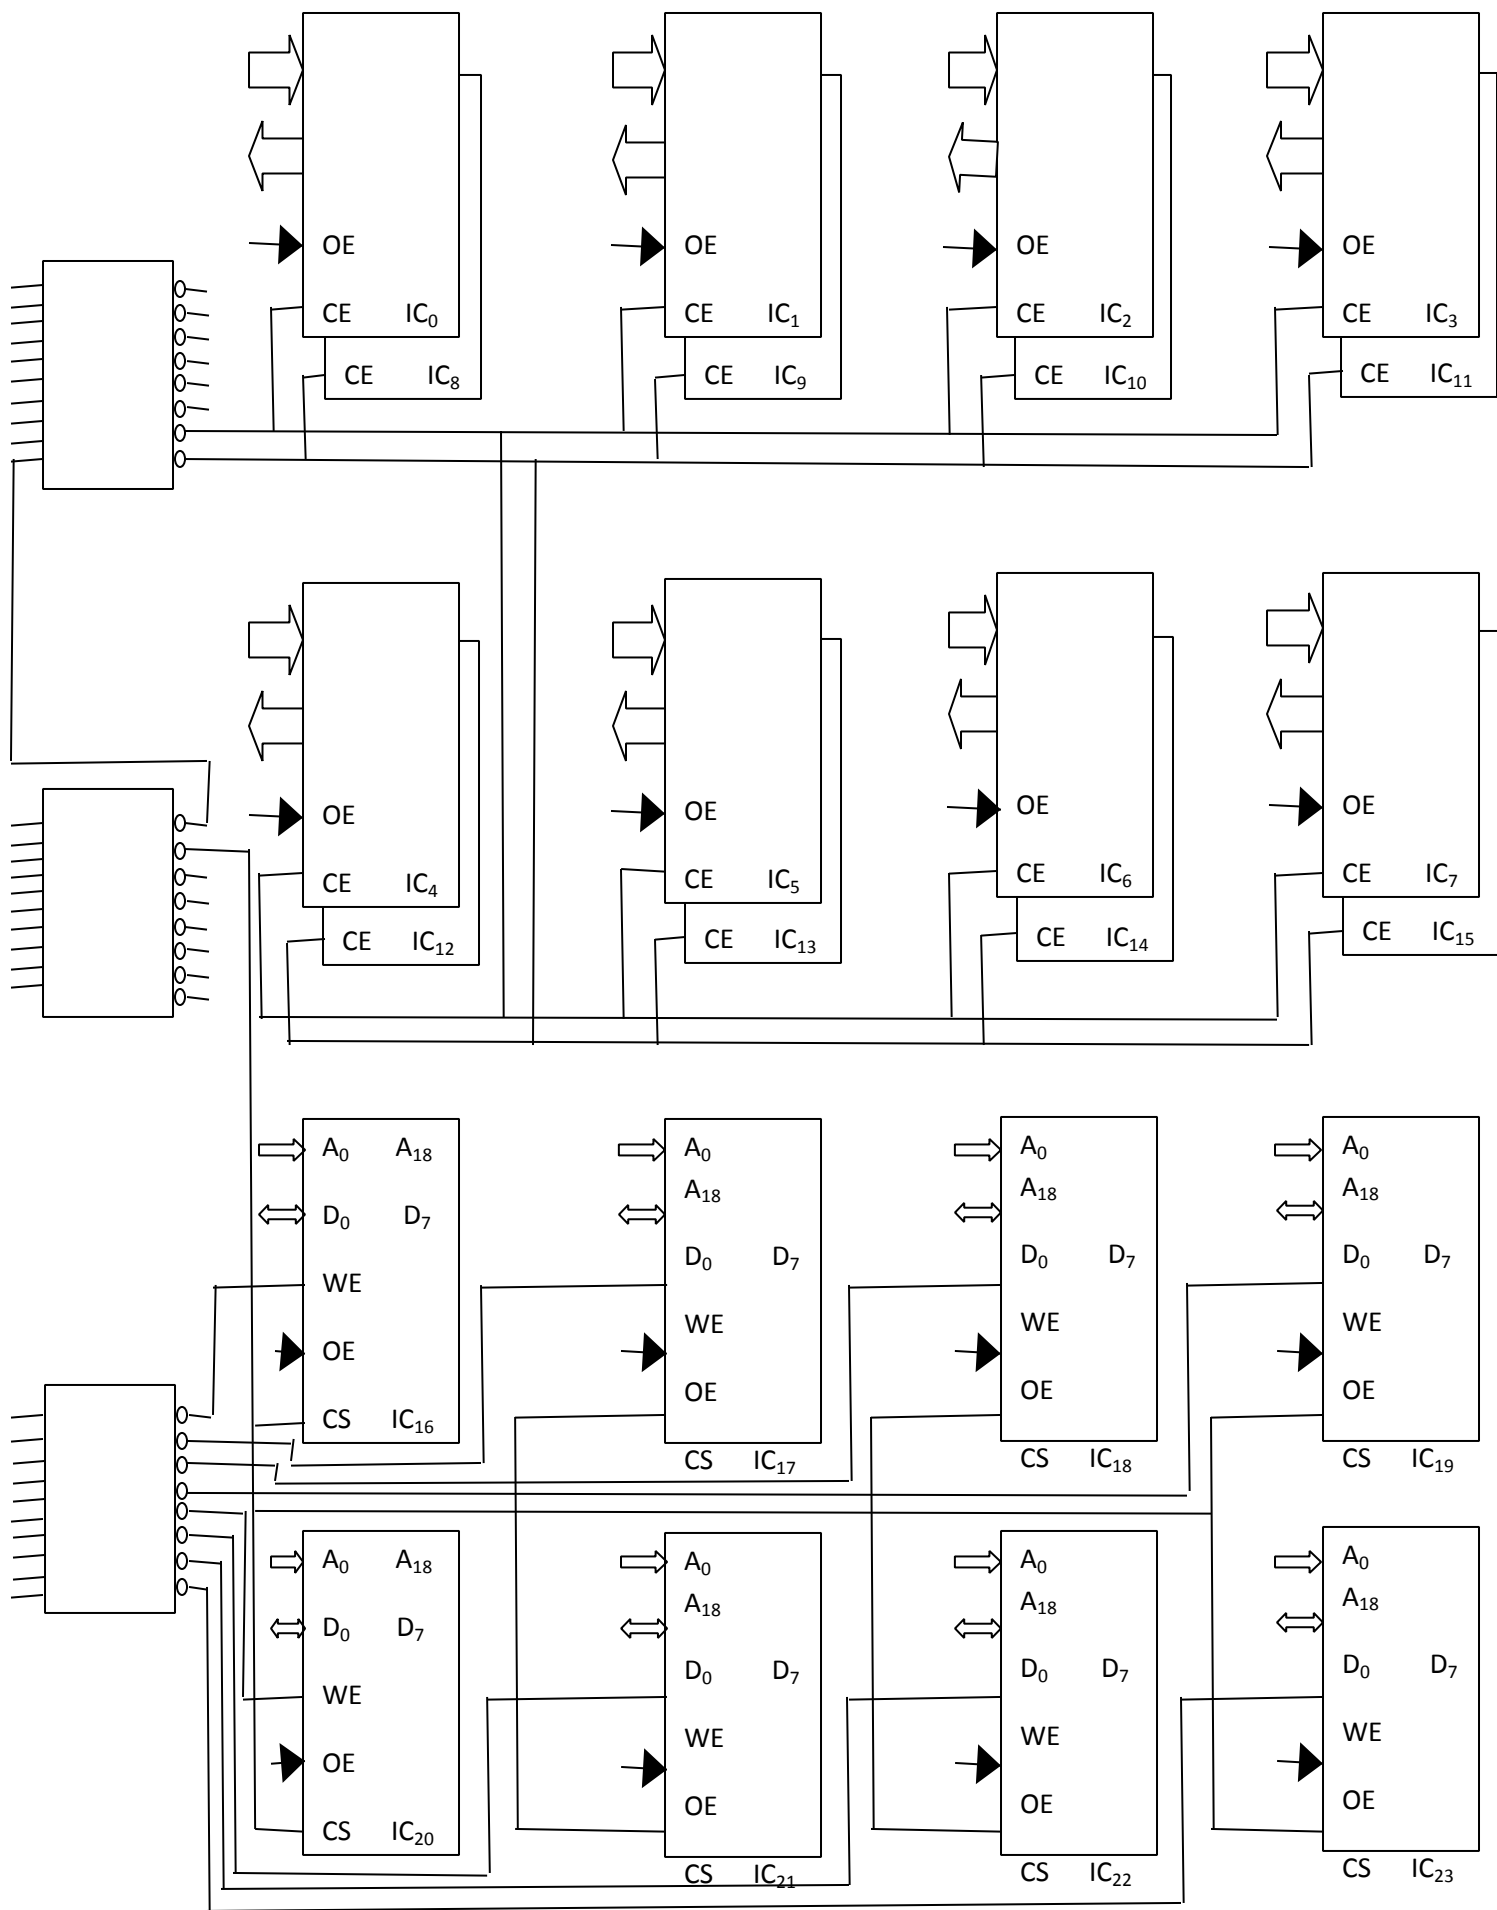 OE OE OE OE
CE IC₀ CE IC₁ CE IC₂ CE IC₃
CE IC₈ CE IC₉ CE IC₁₀ CE IC₁₁
OE OE OE OE
CE IC₄ CE IC₅ CE IC₆ CE IC₇
CE IC₁₂ CE IC₁₃ CE IC₁₄ CE IC₁₅
A₀ A₁₈ A₀ A₀ A₀
A₁₈ A₁₈ A₁₈
D₀ D₇
D₀ D₇ D₀ D₇ D₀ D₇
WE
WE WE WE
OE
OE OE OE
CS IC₁₆
CS IC₁₇ CS IC₁₈ CS IC₁₉
A₀ A₁₈ A₀ A₀ A₀
A₁₈ A₁₈ A₁₈
D₀ D₇
D₀ D₇ D₀ D₇ D₀ D₇
WE
WE WE WE
OE
OE OE OE
CS IC₂₀
CS IC₂₁ CS IC₂₂ CS IC₂₃